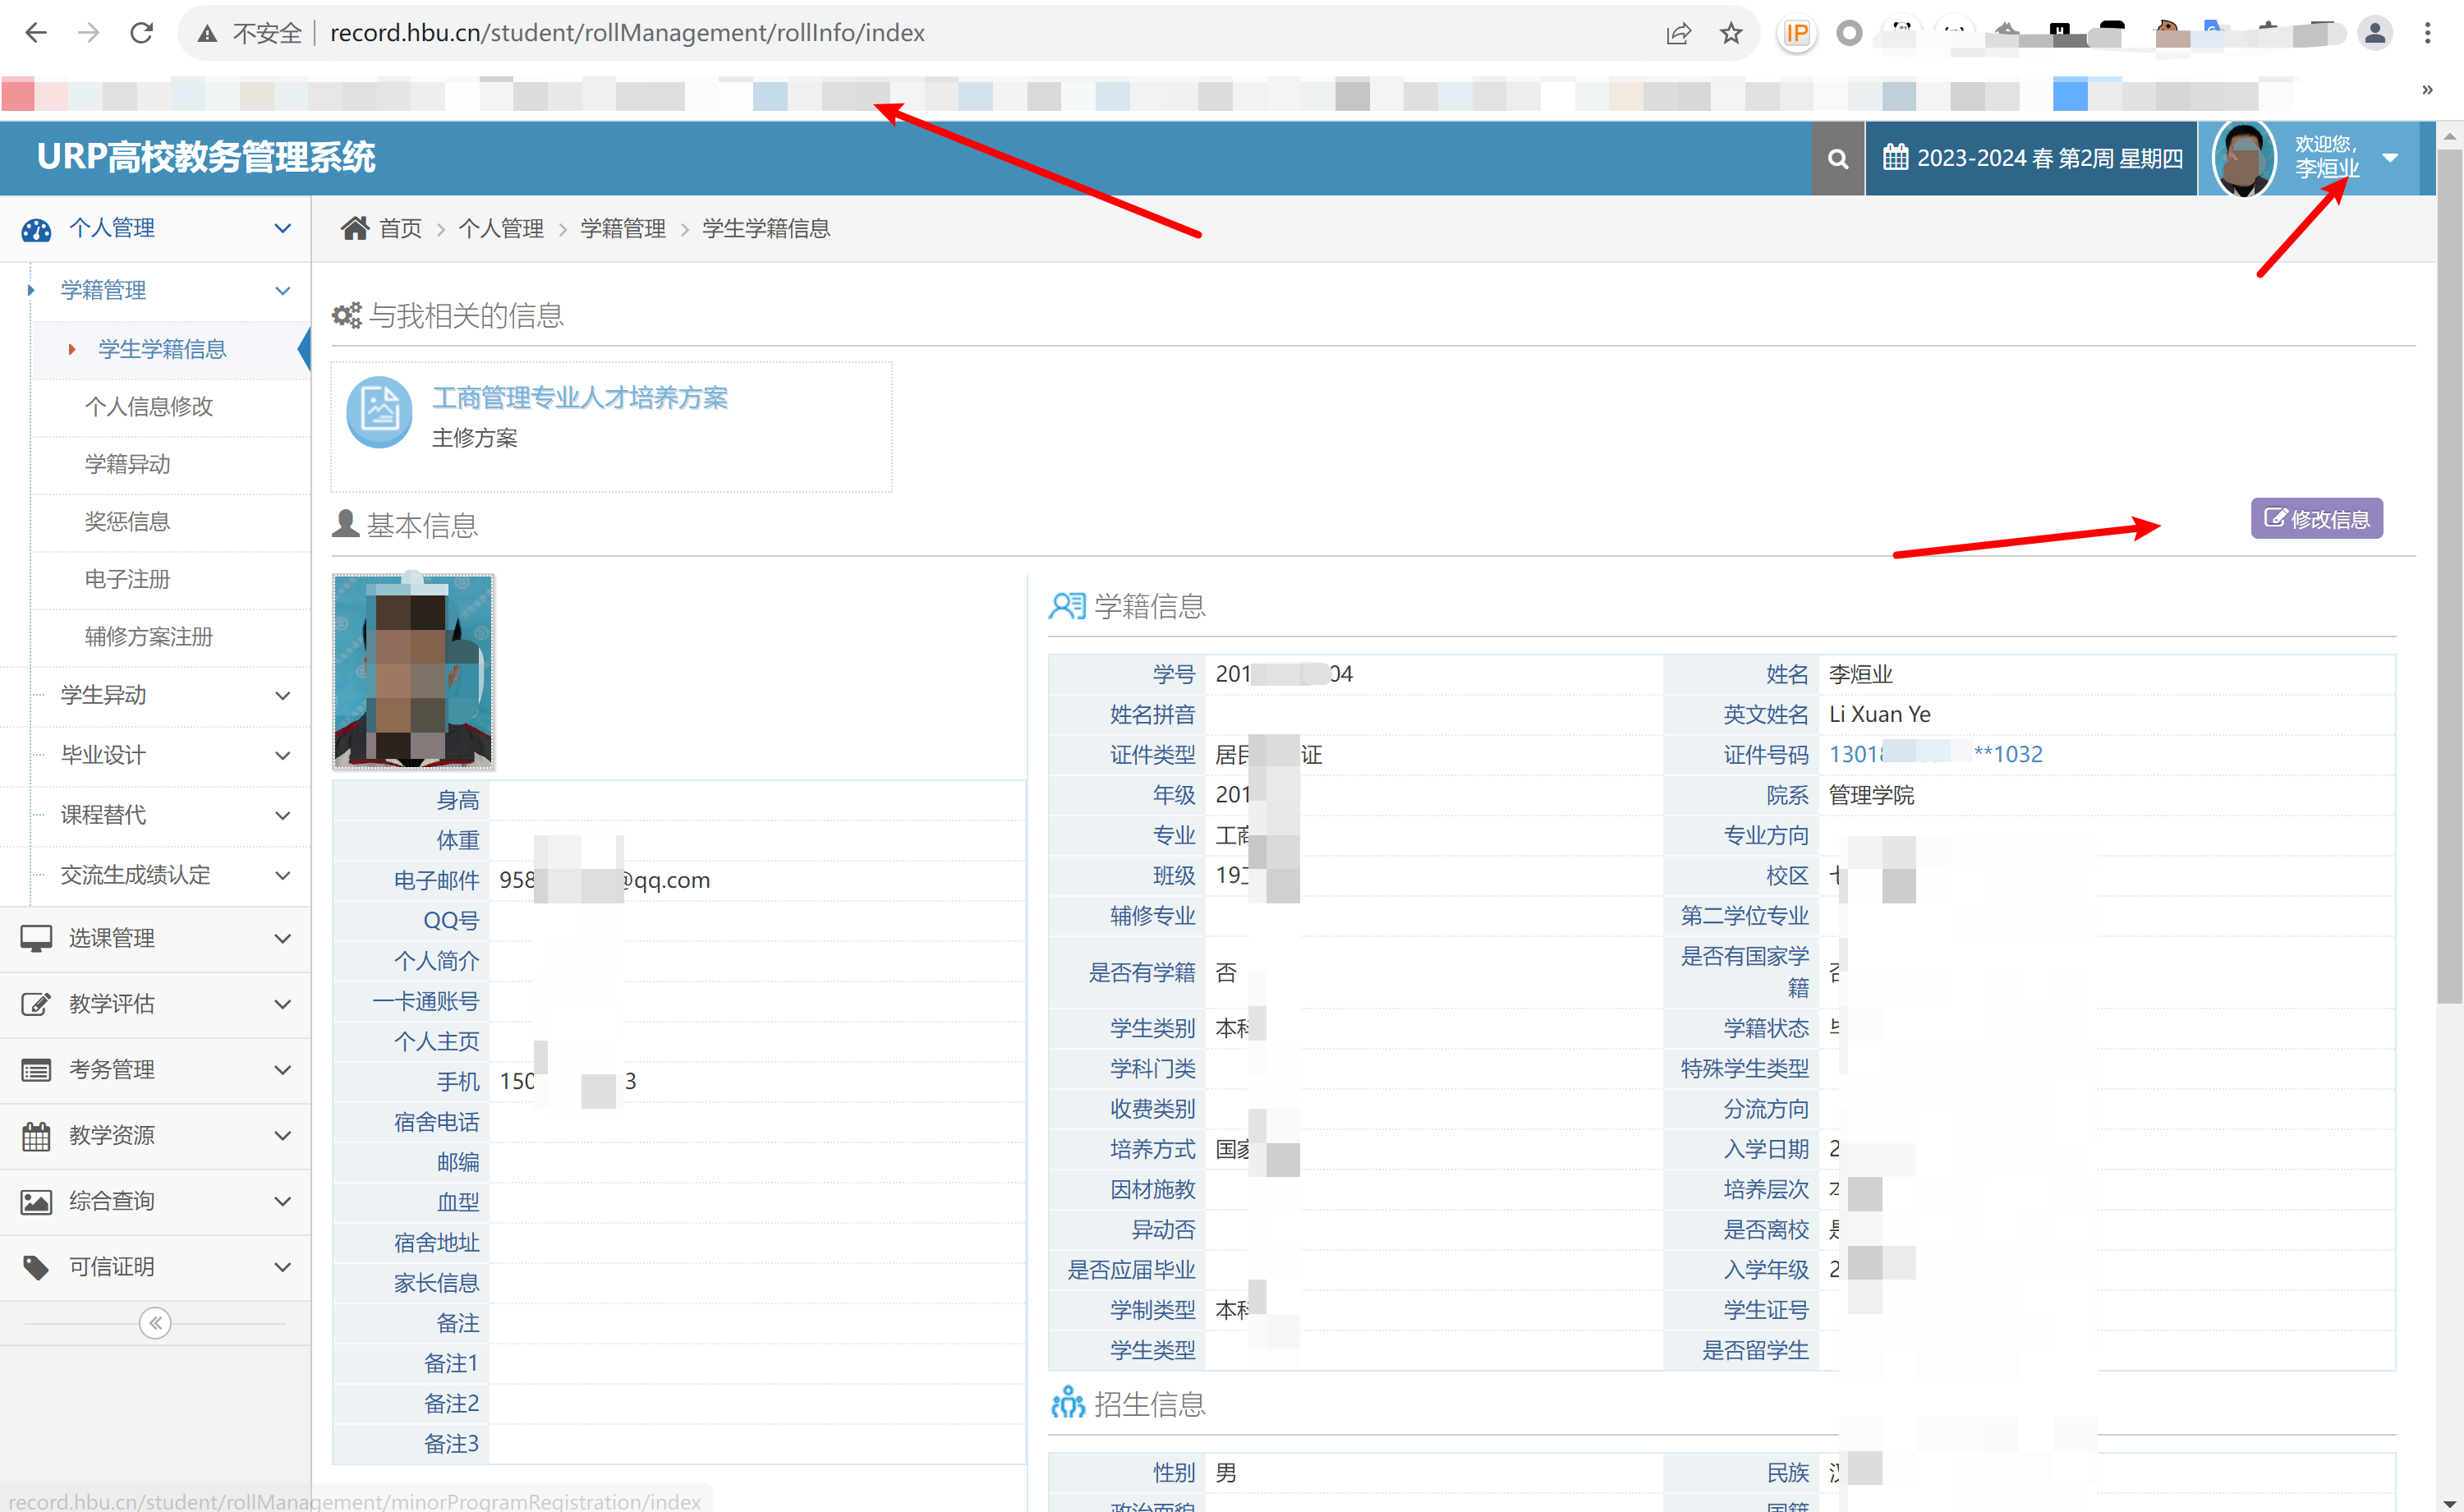 不安全 record.hbu.cn/student/rollManagement/rollInfo/index
IP
»
URP高校教务管理系统
2023-2024 春 第2周 星期四
欢迎您,
李烜业
个人管理
学籍管理
学生学籍信息
个人信息修改
学籍异动
奖惩信息
电子注册
辅修方案注册
学生异动
毕业设计
课程替代
交流生成绩认定
选课管理
教学评估
考务管理
教学资源
综合查询
可信证明
首页 > 个人管理 > 学籍管理 > 学生学籍信息
与我相关的信息
工商管理专业人才培养方案
主修方案
基本信息
修改信息
身高
体重
电子邮件 958 @qq.com
QQ号
个人简介
一卡通账号
个人主页
手机 150 3
宿舍电话
邮编
血型
宿舍地址
家长信息
备注
备注1
备注2
备注3
学籍信息
学号 201 04 姓名 李烜业
姓名拼音 英文姓名 Li Xuan Ye
证件类型 居民 证 证件号码 1301 **1032
年级 201 院系 管理学院
专业 工商 专业方向
班级 19 校区
辅修专业 第二学位专业
是否有学籍 否 是否有国家学
籍 否
学生类别 本科 学籍状态
学科门类 特殊学生类型
收费类别 分流方向
培养方式 国家 入学日期 2
因材施教 培养层次
异动否 是否离校 是
是否应届毕业 入学年级 2
学制类型 本科 学生证号
学生类型 是否留学生
招生信息
性别 男 民族 汉
政治面貌 国籍
record.hbu.cn/student/rollManagement/minorProgramRegistration/index